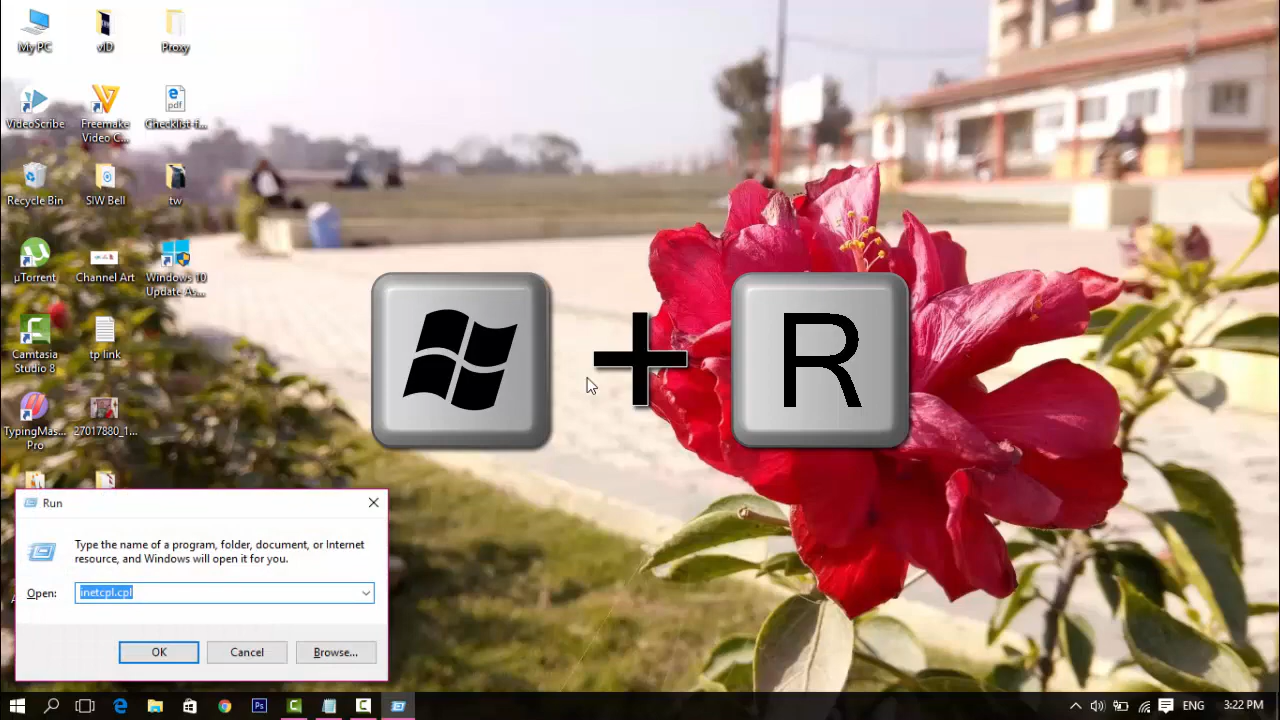 My PC
vID
Proxy
VideoScribe
Freemake
Video C...
pdf
Checklist-f...
Recycle Bin
SIW Bell
tw
µTorrent
Channel Art
Windows 10
Update As...
Camtasia
Studio 8
tp link
TypingMas...
Pro
27017880_1...
R
Run
Type the name of a program, folder, document, or Internet
resource, and Windows will open it for you.
Open:
inetcpl.cpl
OK
Cancel
Browse...
Ps
ENG
3:22 PM